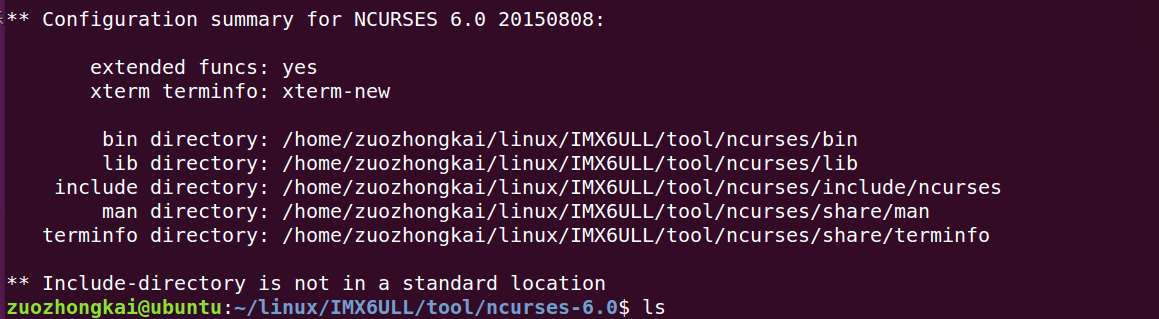 ** Configuration summary for NCURSES 6.0 20150808:
extended funcs: yes
xterm terminfo: xterm-new
bin directory: /home/zuozhongkai/linux/IMX6ULL/tool/ncurses/bin
lib directory: /home/zuozhongkai/linux/IMX6ULL/tool/ncurses/lib
include directory: /home/zuozhongkai/linux/IMX6ULL/tool/ncurses/include/ncurses
man directory: /home/zuozhongkai/linux/IMX6ULL/tool/ncurses/share/man
terminfo directory: /home/zuozhongkai/linux/IMX6ULL/tool/ncurses/share/terminfo
** Include-directory is not in a standard location
zuozhongkai@ubuntu:~/linux/IMX6ULL/tool/ncurses-6.0$ ls